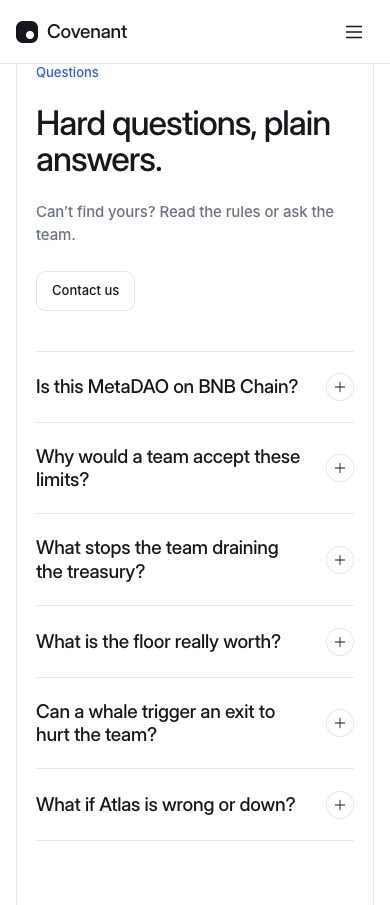 Covenant
Questions
Hard questions, plain
answers.
Can’t find yours? Read the rules or ask the
team.
Contact us
Is this MetaDAO on BNB Chain?
Why would a team accept these
limits?
What stops the team draining
the treasury?
What is the floor really worth?
Can a whale trigger an exit to
hurt the team?
What if Atlas is wrong or down?